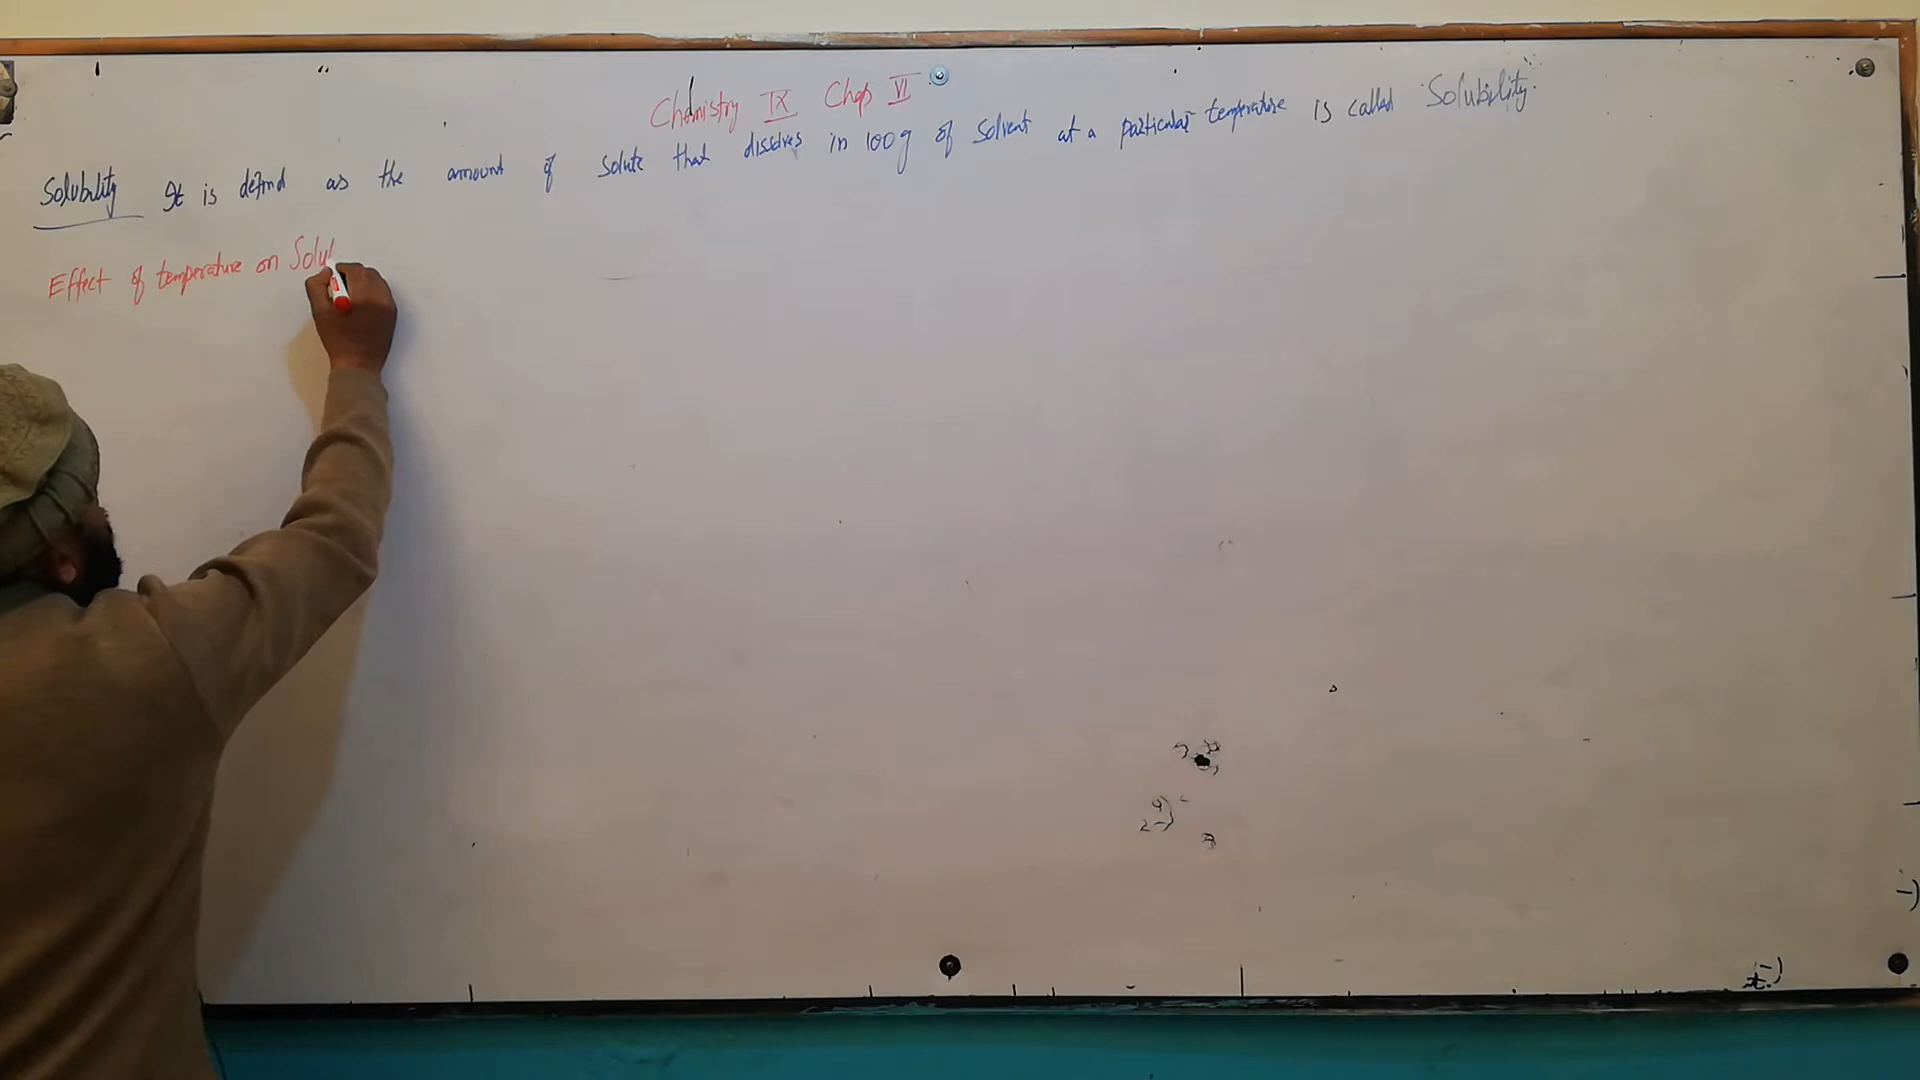 Chemistry IX Chap VI
Solubility It is defind as the amount of solute that dissolves in 100g of solvent at a particular temperature is called Solubility.
Effect of temperature on Solu